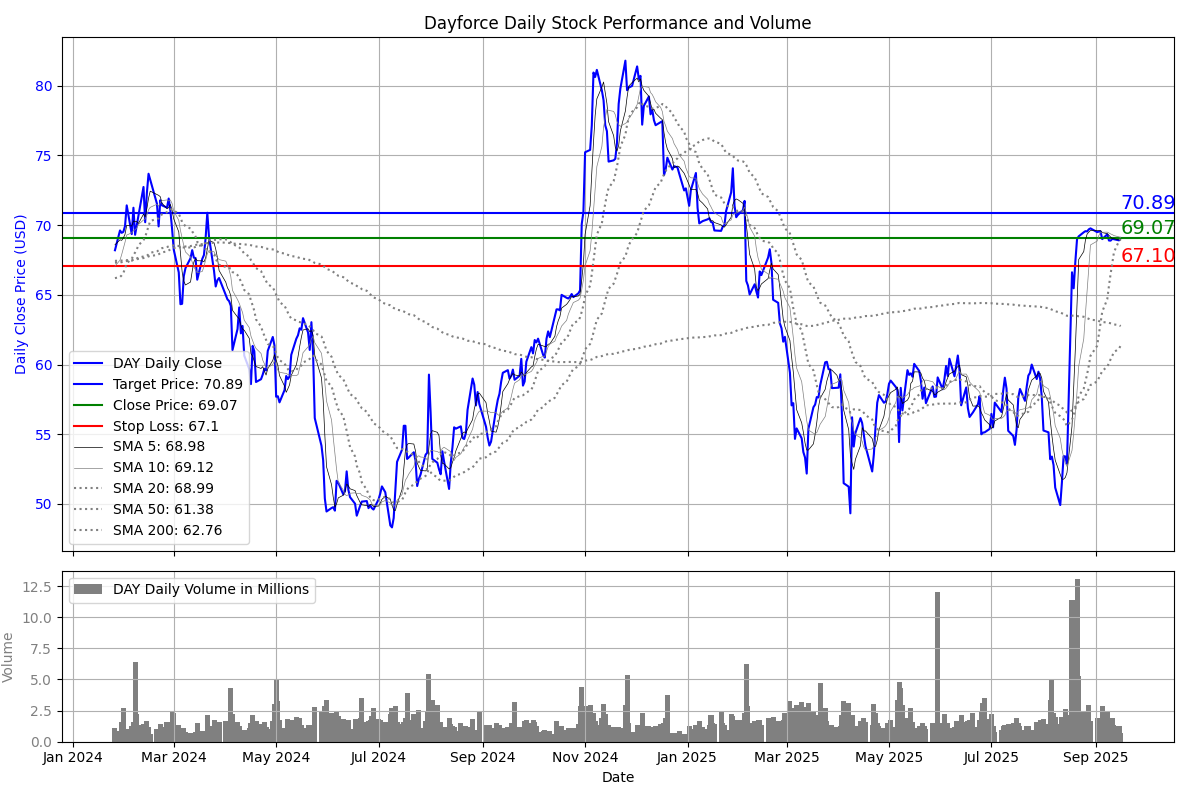 Dayforce Daily Stock Performance and Volume
Daily Close Price (USD)
80
75
70
65
60
55
50
70.89
69.07
67.10
DAY Daily Close
Target Price: 70.89
Close Price: 69.07
Stop Loss: 67.1
SMA 5: 68.98
SMA 10: 69.12
SMA 20: 68.99
SMA 50: 61.38
SMA 200: 62.76
Volume
12.5
10.0
7.5
5.0
2.5
0.0
DAY Daily Volume in Millions
Jan 2024 Mar 2024 May 2024 Jul 2024 Sep 2024 Nov 2024 Jan 2025 Mar 2025 May 2025 Jul 2025 Sep 2025
Date